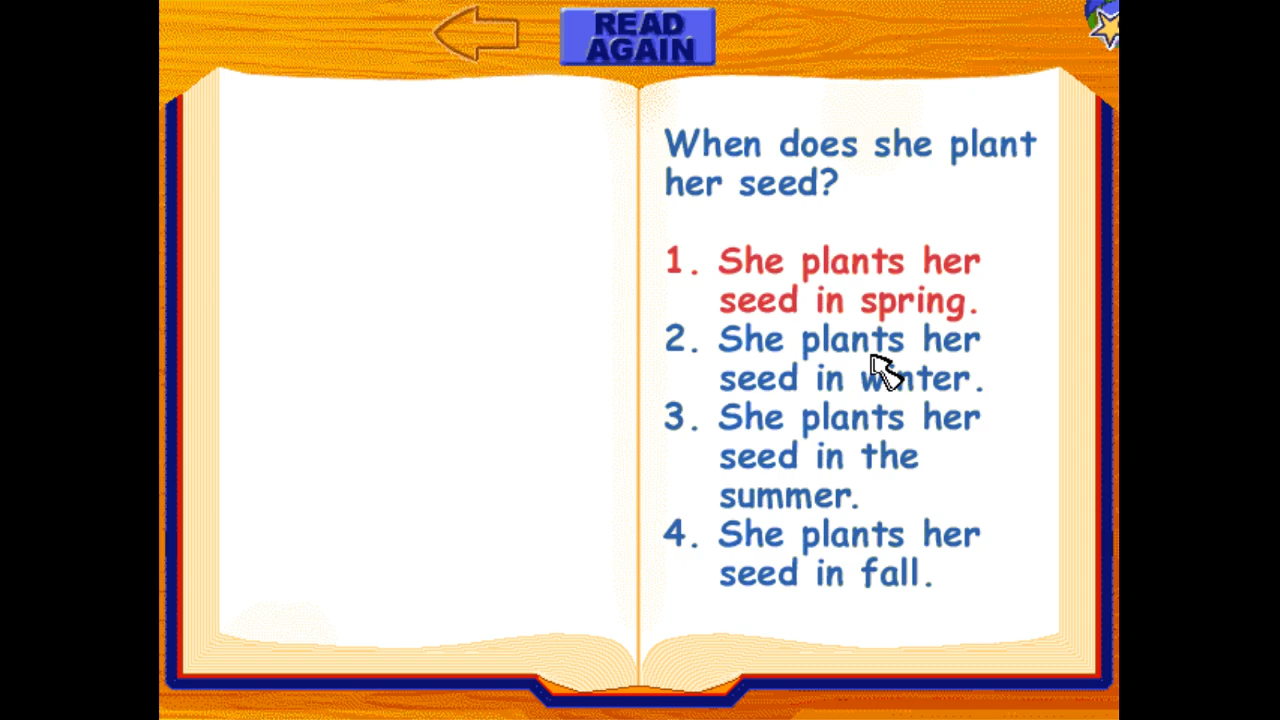 READ
AGAIN
When does she plant
her seed?
1. She plants her
seed in spring.
2. She plants her
seed in winter.
3. She plants her
seed in the
summer.
4. She plants her
seed in fall.